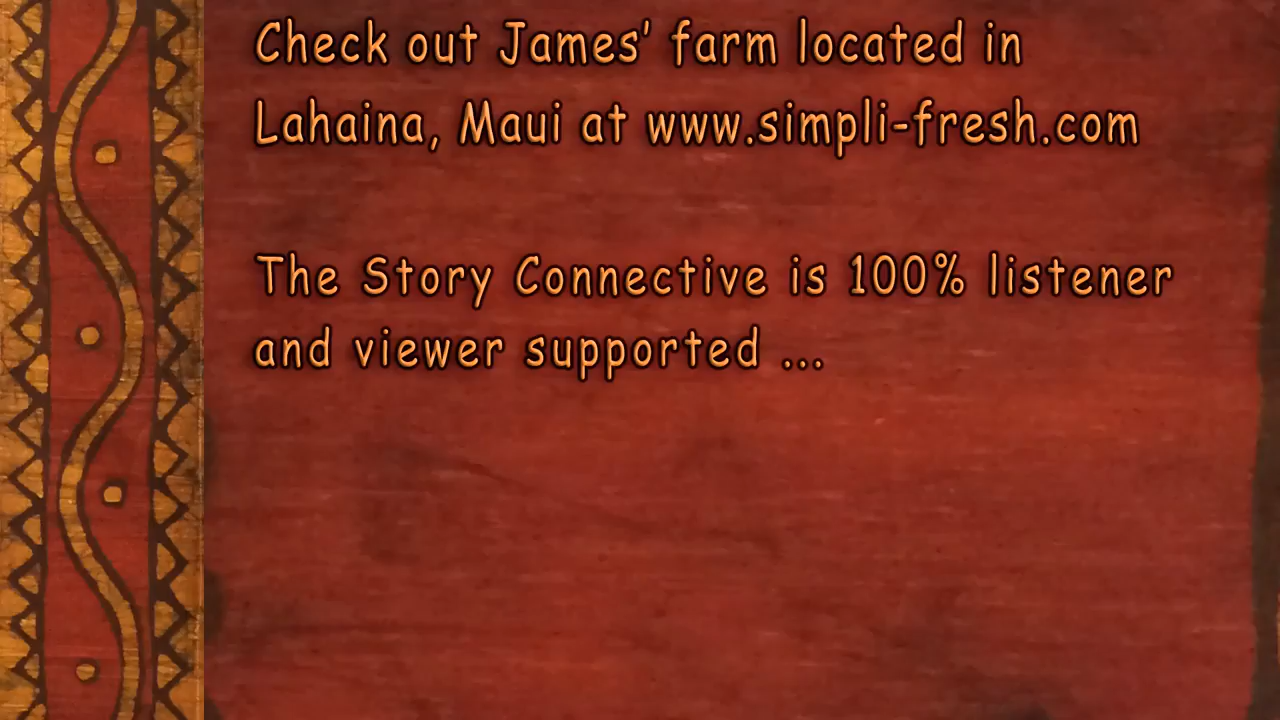 Check out James’ farm located in
Lahaina, Maui at www.simpli-fresh.com
The Story Connective is 100% listener
and viewer supported ...